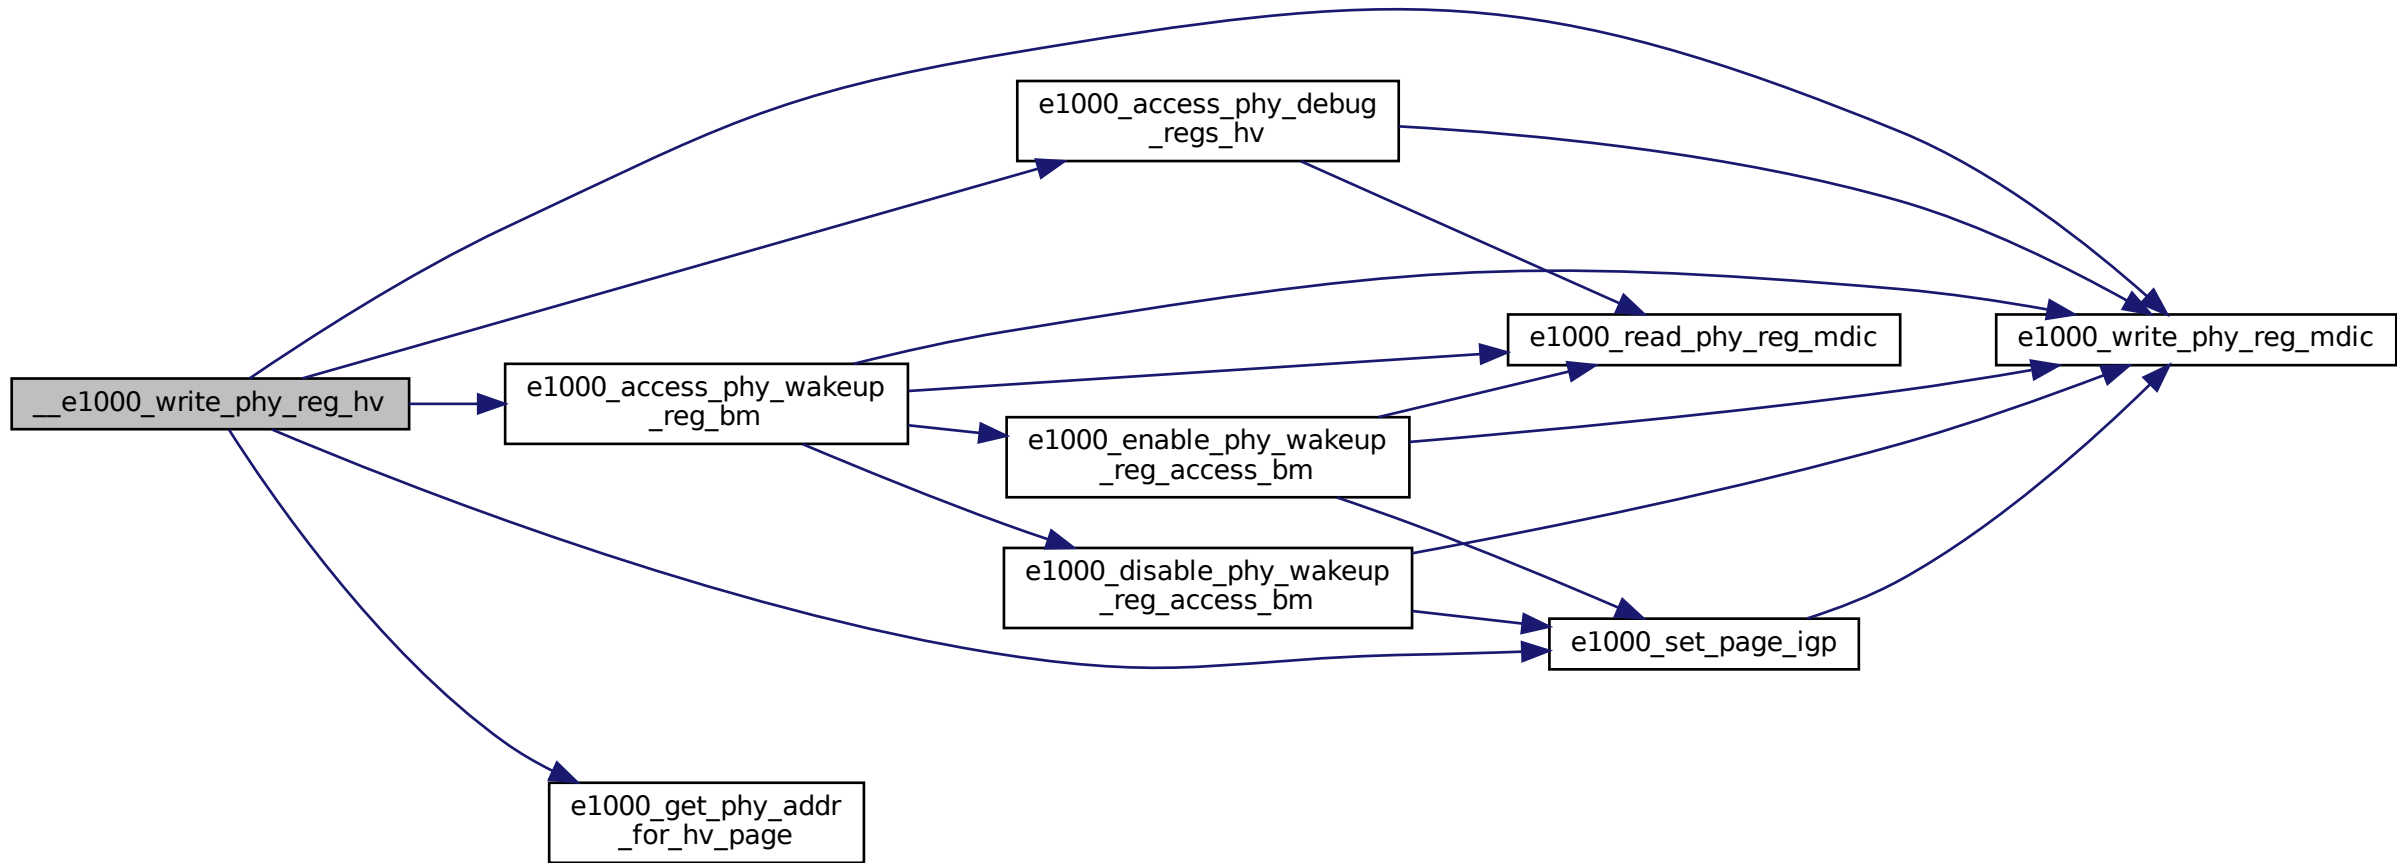 __e1000_write_phy_reg_hv
e1000_access_phy_debug
_regs_hv
e1000_access_phy_wakeup
_reg_bm
e1000_enable_phy_wakeup
_reg_access_bm
e1000_disable_phy_wakeup
_reg_access_bm
e1000_read_phy_reg_mdic
e1000_write_phy_reg_mdic
e1000_set_page_igp
e1000_get_phy_addr
_for_hv_page